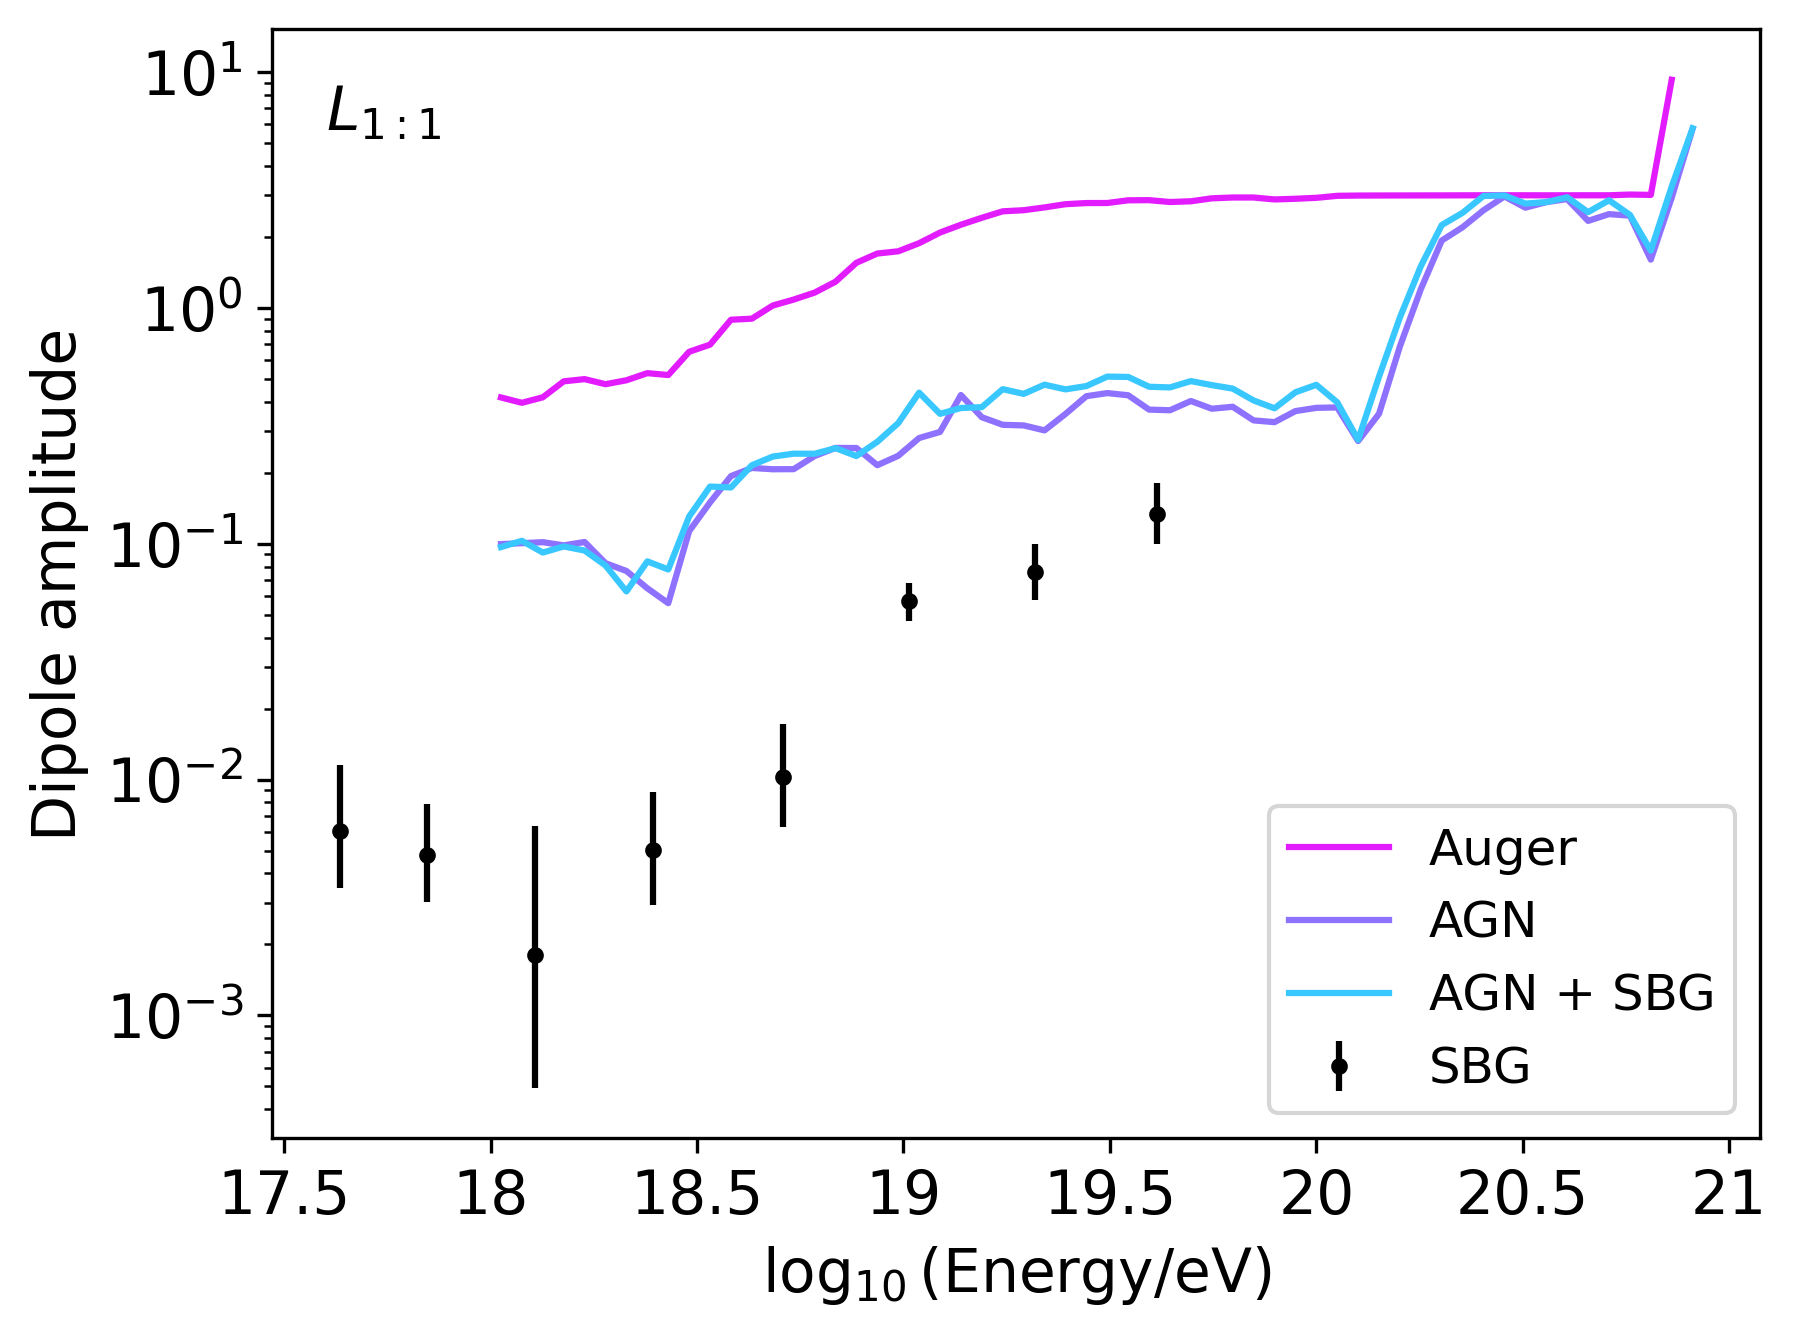 L1:1
10^1
10^0
10^−1
10^−2
10^−3
Dipole amplitude
17.5 18 18.5 19 19.5 20 20.5 21
log10 (Energy/eV)
Auger
AGN
AGN + SBG
SBG